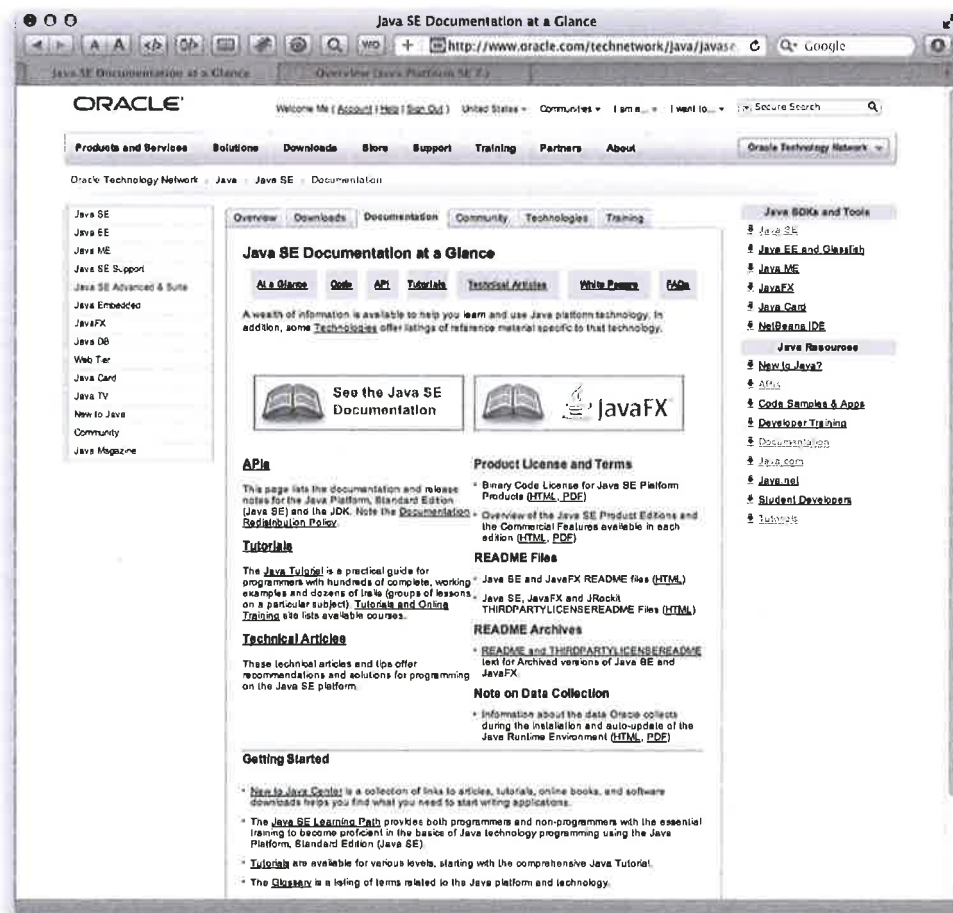 Java SE Documentation at a Glance
A A </> WO + http://www.oracle.com/technetwork/java/javase Google
Java SE Documentation at a Glance Overview (Java Platform SE 7)
ORACLE
Welcome Me ( Account | Help | Sign Out ) United States Communities I am a... I want to... Secure Search
Products and Services Solutions Downloads Store Support Training Partners About Oracle Technology Network
Oracle Technology Network Java Java SE Documentation
Java SE
Java EE
Java ME
Java SE Support
Java SE Advanced & Suite
Java Embedded
JavaFX
Java DB
Web Tier
Java Card
Java TV
New to Java
Community
Java Magazine
Overview Downloads Documentation Community Technologies Training
Java SE Documentation at a Glance
At a Glance Code API Tutorials Technical Articles White Papers FAQs
A wealth of information is available to help you learn and use Java platform technology. In
addition, some Technologies offer listings of reference material specific to that technology.
See the Java SE
Documentation
JavaFX
APIs
This page lists the documentation and release
notes for the Java Platform, Standard Edition
(Java SE) and the JDK. Note the Documentation
Redistribution Policy.
Tutorials
The Java Tutorial is a practical guide for
programmers with hundreds of complete, working
examples and dozens of trails (groups of lessons
on a particular subject). Tutorials and Online
Training site lists available courses.
Technical Articles
These technical articles and tips offer
recommendations and solutions for programming
on the Java SE platform.
Product License and Terms
• Binary Code License for Java SE Platform
Products (HTML, PDF)
• Overview of the Java SE Product Editions and
the Commercial Features available in each
edition (HTML, PDF)
README Files
• Java SE and JavaFX README files (HTML)
• Java SE, JavaFX and JRockit
THIRDPARTYLICENSEREADME Files (HTML)
README Archives
• README and THIRDPARTYLICENSEREADME
text for Archived versions of Java SE and
JavaFX.
Note on Data Collection
• Information about the data Oracle collects
during the installation and auto-update of the
Java Runtime Environment (HTML, PDF)
Getting Started
• New to Java Center is a collection of links to articles, tutorials, online books, and software
downloads helps you find what you need to start writing applications.
• The Java SE Learning Path provides both programmers and non-programmers with the essential
training to become proficient in the basics of Java technology programming using the Java
Platform, Standard Edition (Java SE)
• Tutorials are available for various levels, starting with the comprehensive Java Tutorial.
• The Glossary is a listing of terms related to the Java platform and technology.
Java SDKs and Tools
Java SE
Java EE and Glassfish
Java ME
JavaFX
Java Card
NetBeans IDE
Java Resources
New to Java?
APIs
Code Samples & Apps
Developer Training
Documentation
Java.com
Java.net
Student Developers
Tutorials